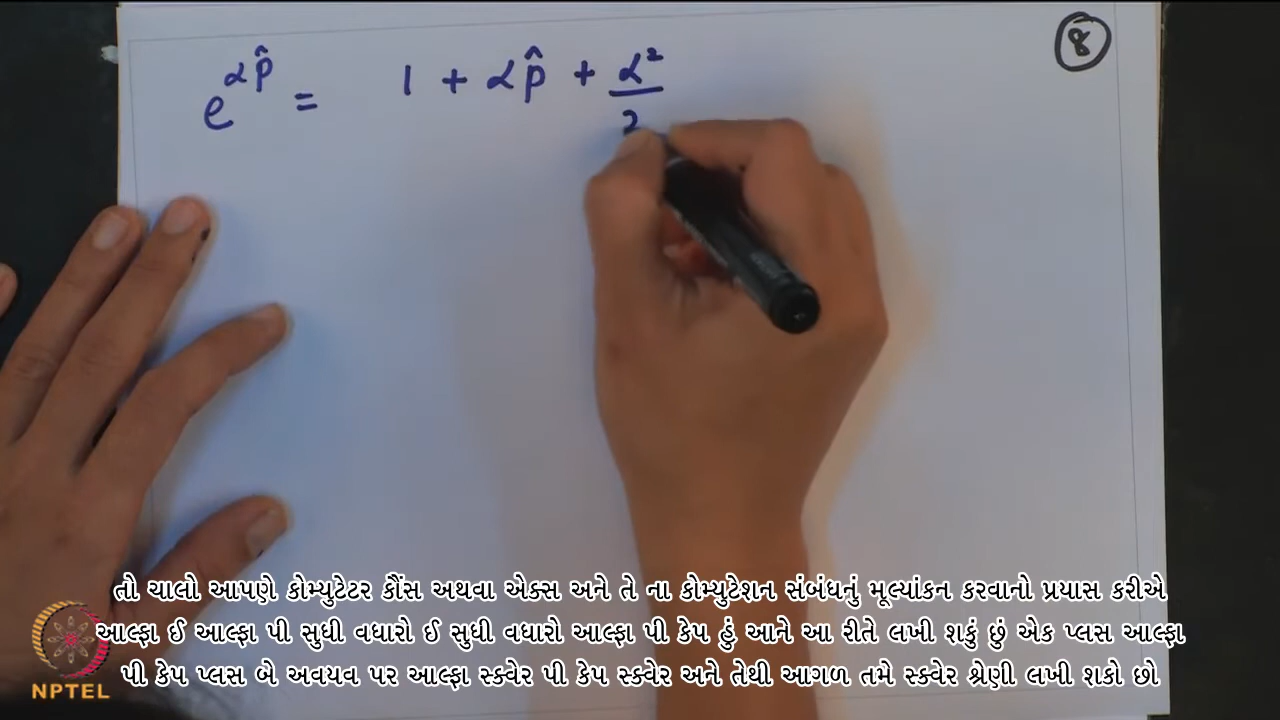 8
e^{αp̂} = 1 + αp̂ + α²/2
તો ચાલો આપણે કોમ્યુટેટર કૌંસ અથવા એક્સ અને તે ના કોમ્યુટેશન સંબંધનું મૂલ્યાંકન કરવાનો પ્રયાસ કરીએ
આલ્ફા ઈ આલ્ફા પી સુધી વધારો ઈ સુધી વધારો આલ્ફા પી કેપ હું આને આ રીતે લખી શકું છું એક પ્લસ આલ્ફા
પી કેપ પ્લસ બૈ અવયવ પર આલ્ફા સ્ક્વેર પી કેપ સ્ક્વેર અને તેથી આગળ તમે સ્ક્વેર શ્રેણી લખી શકો છો
NPTEL